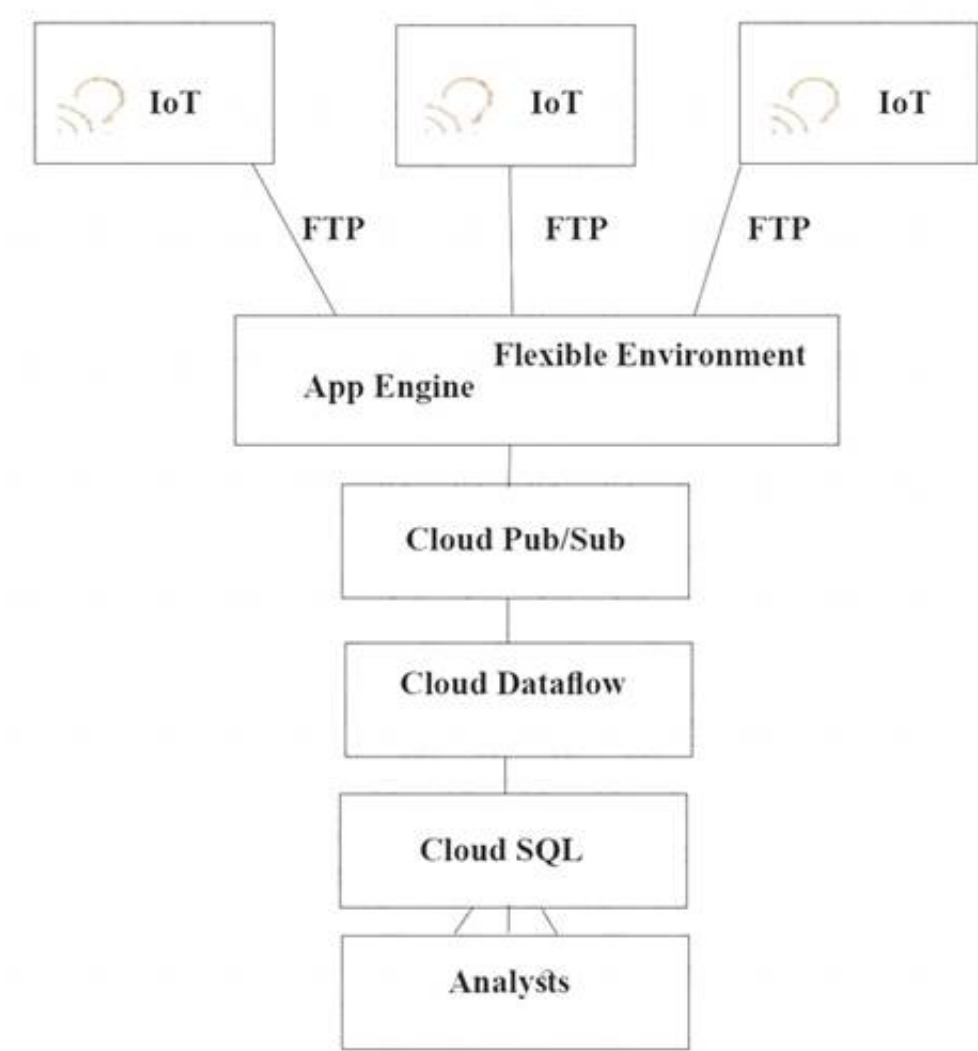 IoT
IoT
IoT
FTP
FTP
FTP
Flexible Environment
App Engine
Cloud Pub/Sub
Cloud Dataflow
Cloud SQL
Analysts